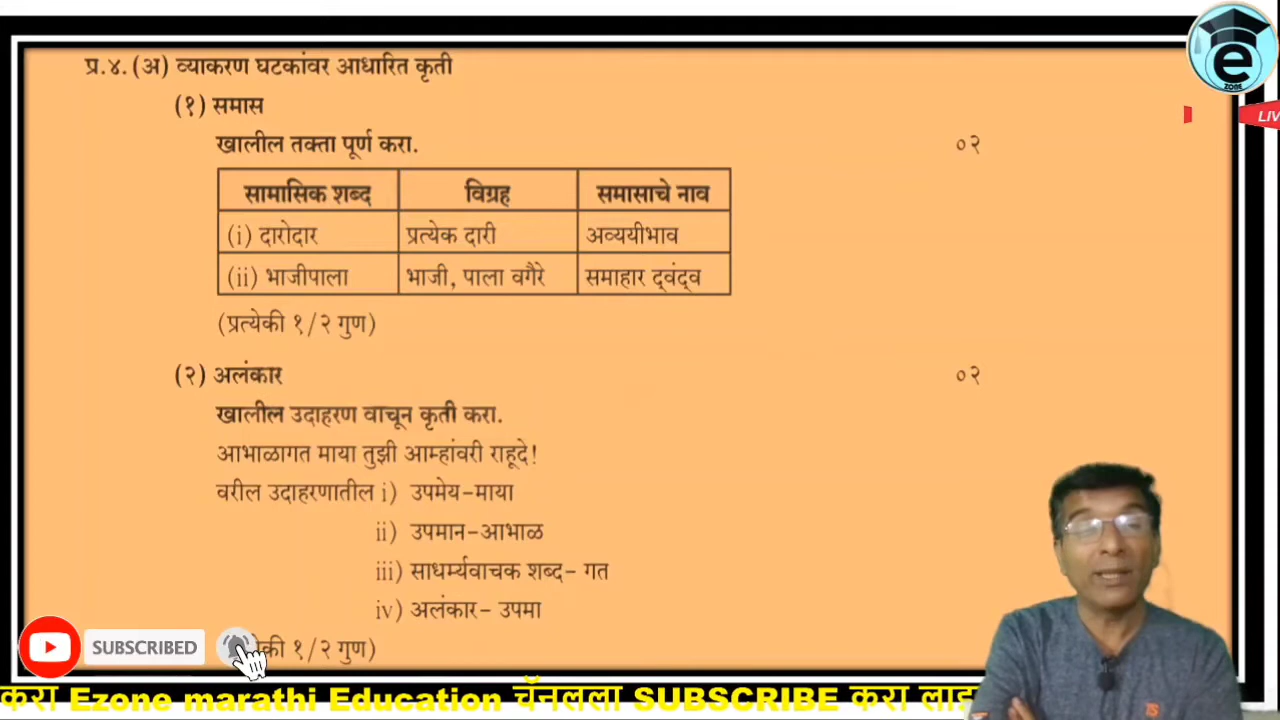 e
ZONE
LIV
प्र.४.(अ) व्याकरण घटकांवर आधारित कृती
(१) समास
खालील तक्ता पूर्ण करा. ०२
सामासिक शब्द विग्रह समासाचे नाव
(i) दारोदार प्रत्येक दारी अव्ययीभाव
(ii) भाजीपाला भाजी, पाला वगैरे समाहार द्वंद्व
(प्रत्येकी १/२ गुण)
(२) अलंकार ०२
खालील उदाहरण वाचून कृती करा.
आभाळागत माया तुझी आम्हांवरी राहूदे!
वरील उदाहरणातील i) उपमेय-माया
ii) उपमान-आभाळ
iii) साधर्म्यवाचक शब्द- गत
iv) अलंकार- उपमा
SUBSCRIBED
केी १/२ गुण)
करा Ezone marathi Education चॅनलला SUBSCRIBE करा लाइ